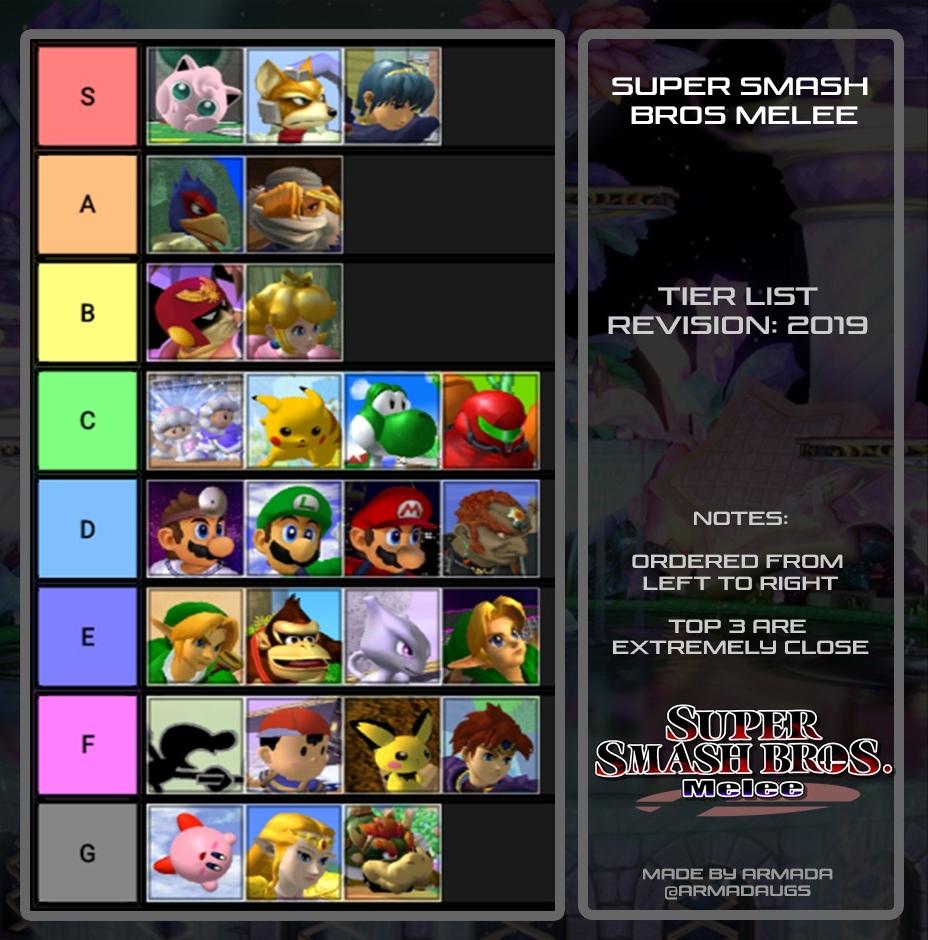 S
A
B
C
D
E
F
G
SUPER SMASH
BROS MELEE
TIER LIST
REVISION: 2019
NOTES:
ORDERED FROM
LEFT TO RIGHT
TOP 3 ARE
EXTREMELY CLOSE
SUPER
SMASH BROS.
Melee
MADE BY ARMADA
@ARMADAUGS